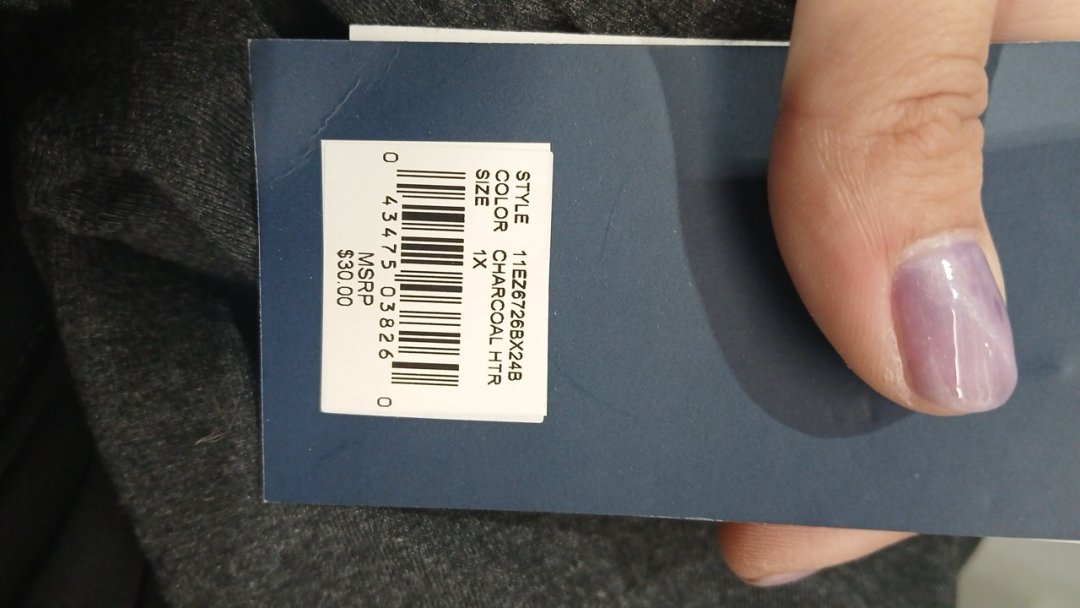 STYLE 11EZ6726BX24B
COLOR CHARCOAL HTR
SIZE 1X
0 43475 03826 0
MSRP
$30.00